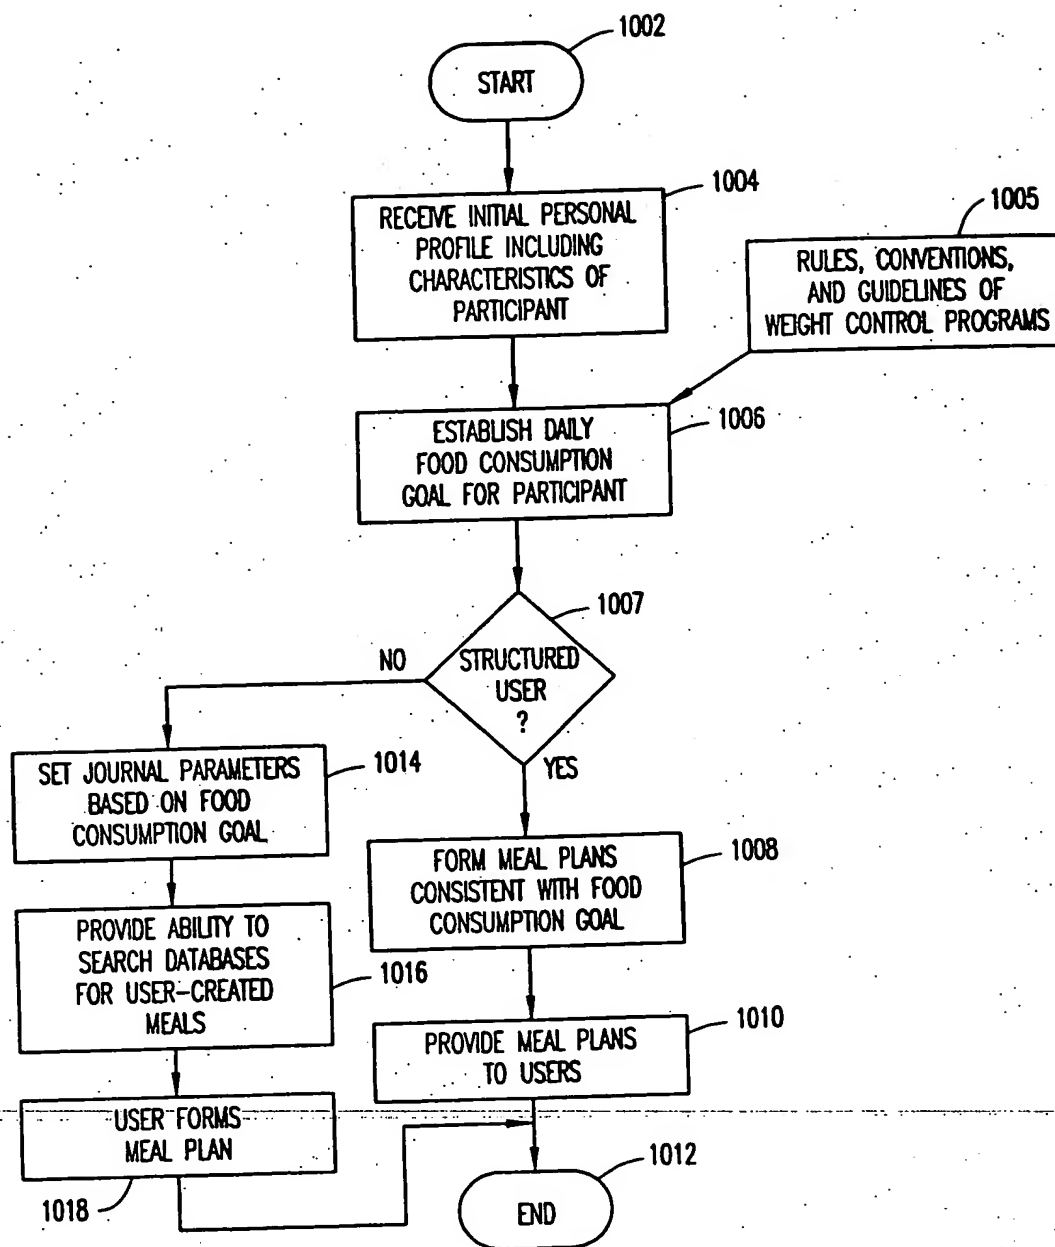 1002
START
1004
RECEIVE INITIAL PERSONAL
PROFILE INCLUDING
CHARACTERISTICS OF
PARTICIPANT
1005
RULES, CONVENTIONS,
AND GUIDELINES OF
WEIGHT CONTROL PROGRAMS
ESTABLISH DAILY
FOOD CONSUMPTION
GOAL FOR PARTICIPANT
1006
1007
NO
STRUCTURED
USER
?
YES
SET JOURNAL PARAMETERS
BASED ON FOOD
CONSUMPTION GOAL
1014
FORM MEAL PLANS
CONSISTENT WITH FOOD
CONSUMPTION GOAL
1008
PROVIDE ABILITY TO
SEARCH DATABASES
FOR USER-CREATED
MEALS
1016
PROVIDE MEAL PLANS
TO USERS
1010
USER FORMS
MEAL PLAN
1018
1012
END